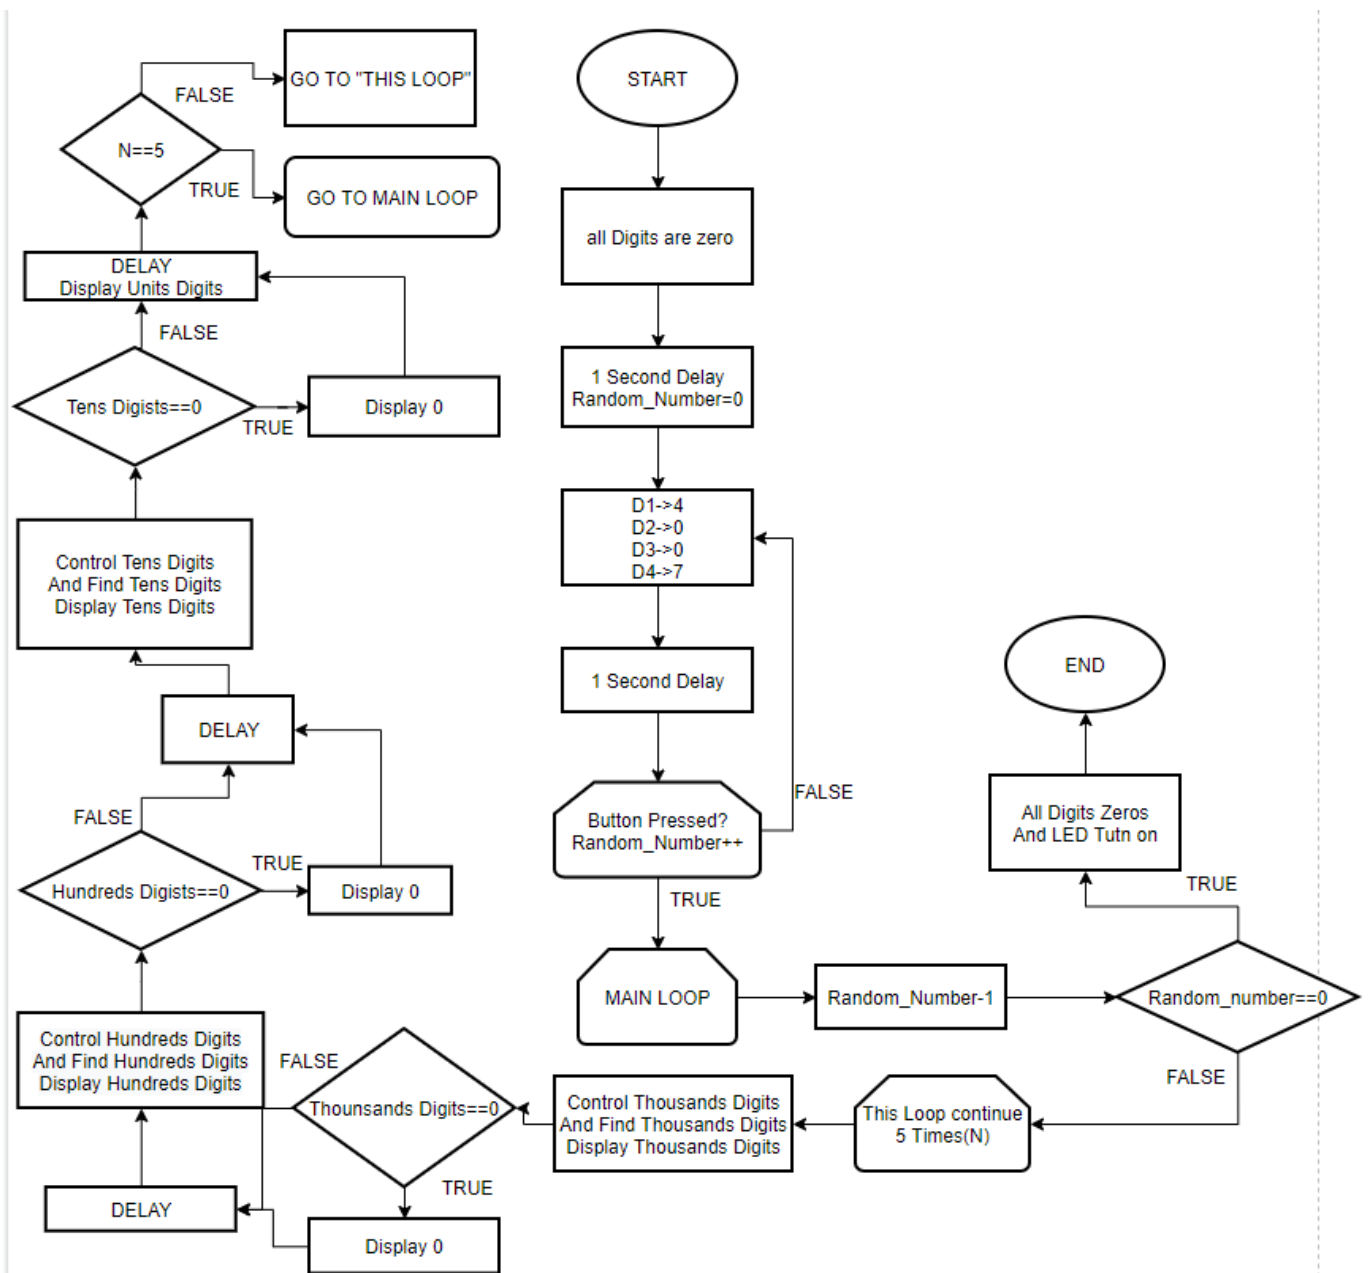 START
all Digits are zero
1 Second Delay
Random_Number=0
D1->4
D2->0
D3->0
D4->7
1 Second Delay
Button Pressed?
Random_Number++
FALSE
TRUE
MAIN LOOP
Random_Number-1
Random_number==0
TRUE
All Digits Zeros
And LED Tutn on
END
FALSE
This Loop continue
5 Times(N)
Control Thousands Digits
And Find Thousands Digits
Display Thousands Digits
Thounsands Digits==0
TRUE
Display 0
FALSE
DELAY
Control Hundreds Digits
And Find Hundreds Digits
Display Hundreds Digits
Hundreds Digists==0
TRUE
Display 0
FALSE
DELAY
Control Tens Digits
And Find Tens Digits
Display Tens Digits
Tens Digists==0
TRUE
Display 0
FALSE
DELAY
Display Units Digits
N==5
FALSE
GO TO "THIS LOOP"
TRUE
GO TO MAIN LOOP